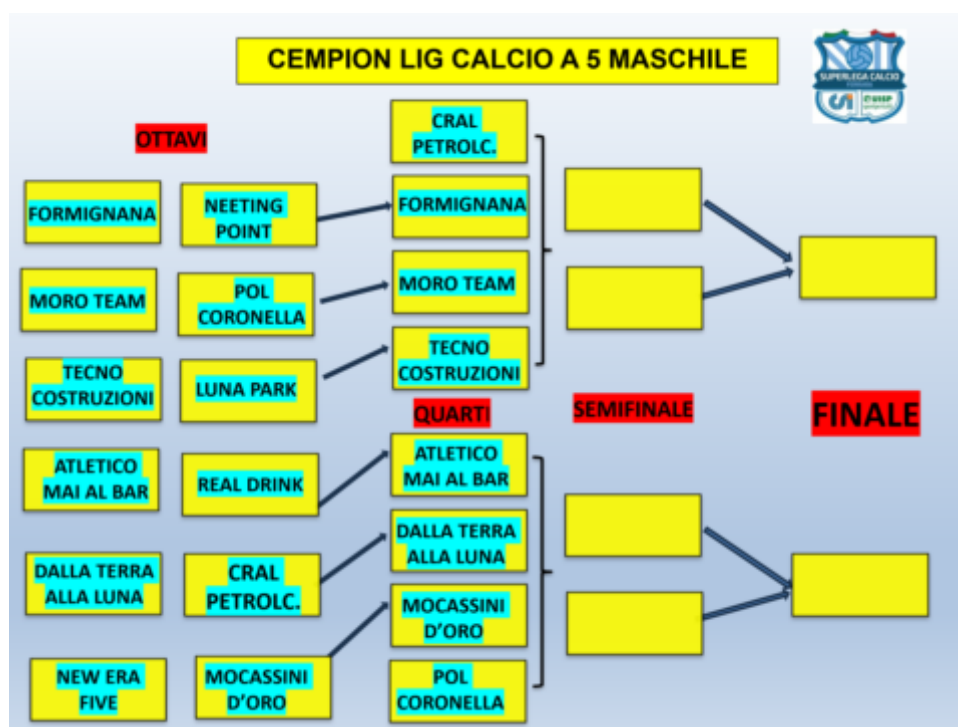 CEMPION LIG CALCIO A 5 MASCHILE
SUPERLEGA CALCIO
OTTAVI
FORMIGNANA
NEETING
POINT
MORO TEAM
POL
CORONELLA
TECNO
COSTRUZIONI
LUNA PARK
ATLETICO
MAI AL BAR
REAL DRINK
DALLA TERRA
ALLA LUNA
CRAL
PETROLC.
NEW ERA
FIVE
MOCASSINI
D'ORO
CRAL
PETROLC.
FORMIGNANA
MORO TEAM
TECNO
COSTRUZIONI
QUARTI
ATLETICO
MAI AL BAR
DALLA TERRA
ALLA LUNA
MOCASSINI
D'ORO
POL
CORONELLA
SEMIFINALE
FINALE